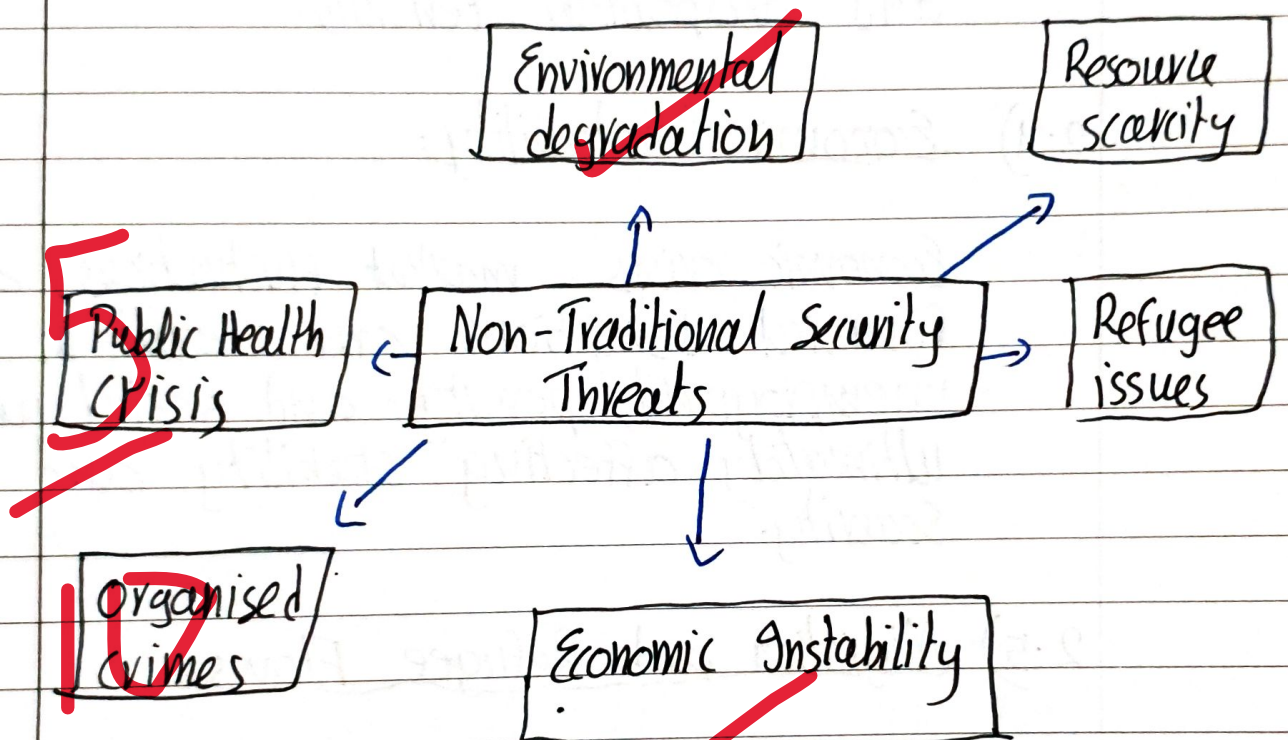 Environmental
degradation
Resource
scarcity
5
Public Health
Crisis
Non-Traditional Security
Threats
Refugee
issues
10
Organised
crimes
Economic Instability